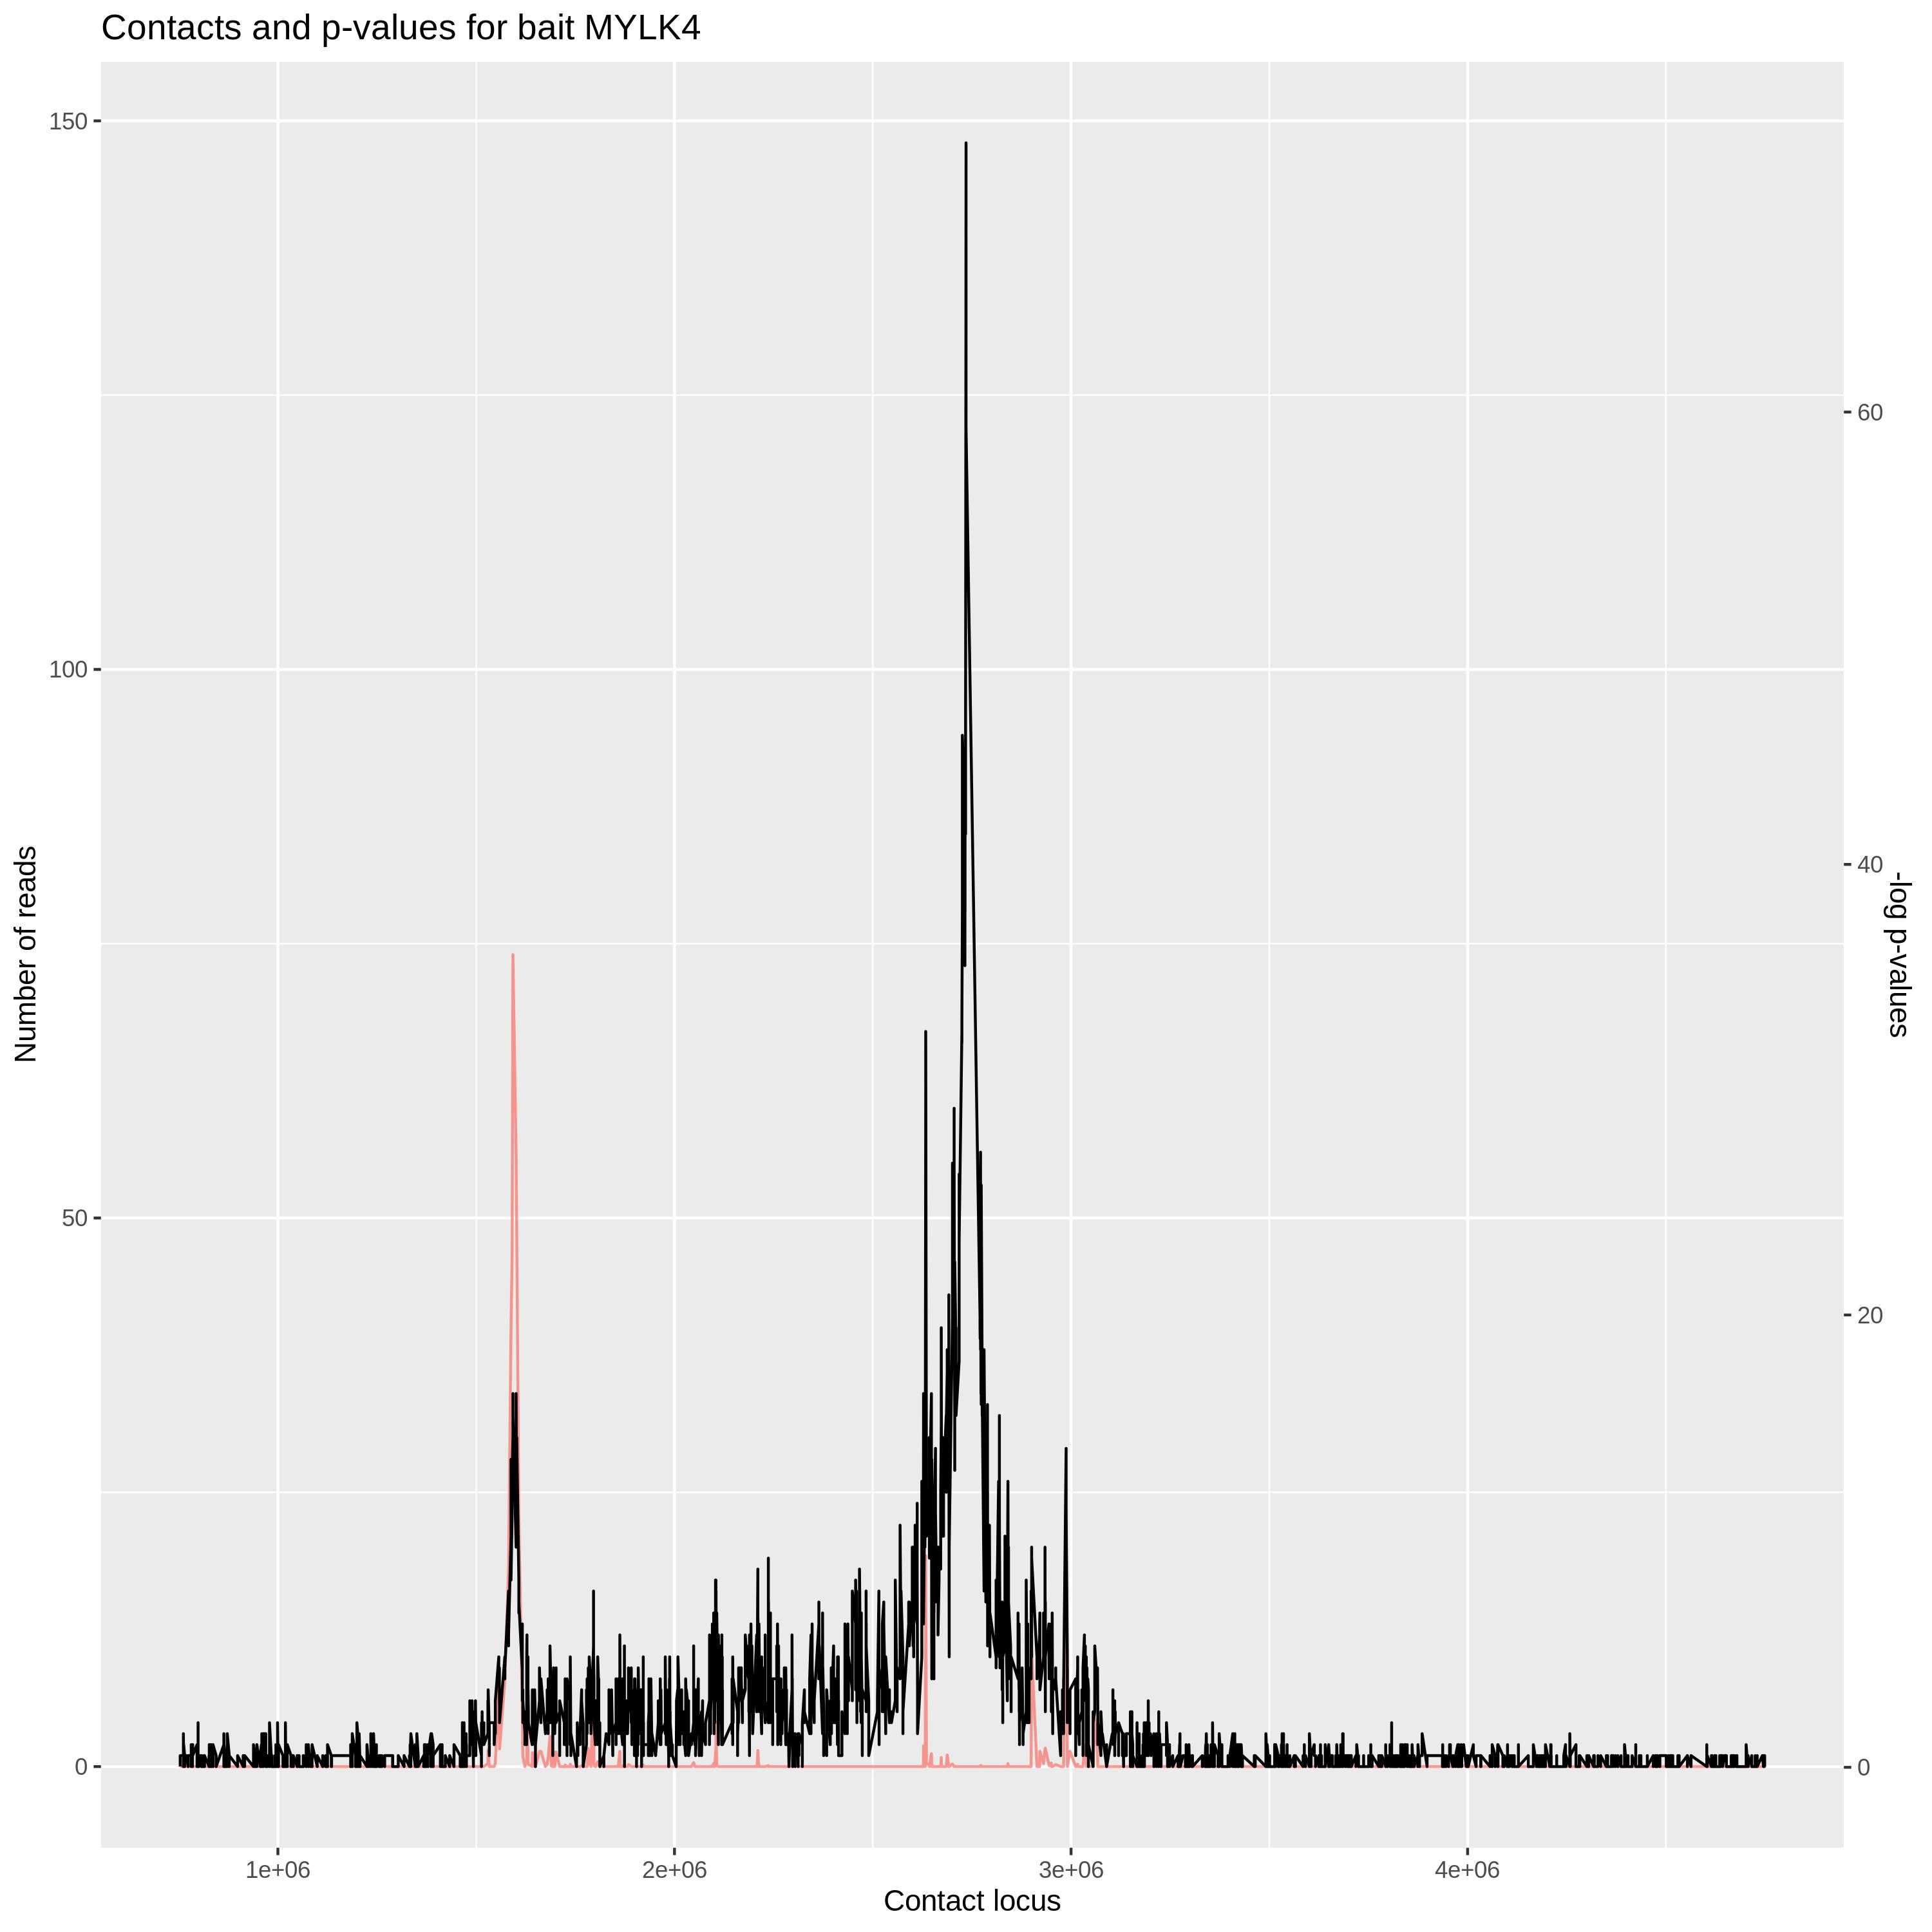 Contacts and p-values for bait MYLK4
150
100
50
0
Number of reads
60
40
20
0
-log p-values
1e+06
2e+06
3e+06
4e+06
Contact locus